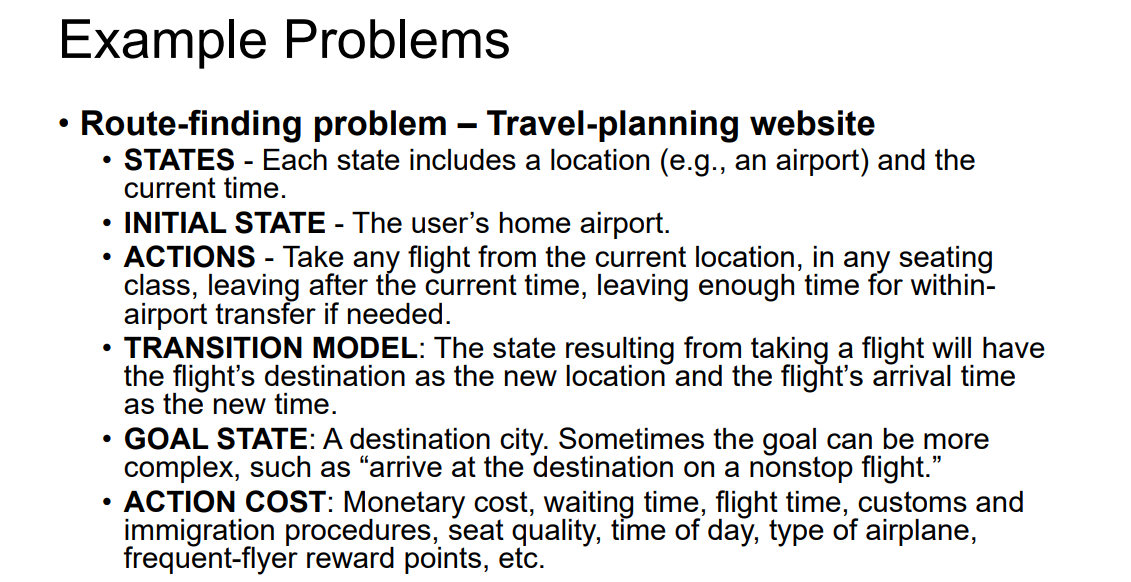 Example Problems
• Route-finding problem – Travel-planning website
• STATES - Each state includes a location (e.g., an airport) and the
current time.
• INITIAL STATE - The user’s home airport.
• ACTIONS - Take any flight from the current location, in any seating
class, leaving after the current time, leaving enough time for within-
airport transfer if needed.
• TRANSITION MODEL: The state resulting from taking a flight will have
the flight’s destination as the new location and the flight’s arrival time
as the new time.
• GOAL STATE: A destination city. Sometimes the goal can be more
complex, such as “arrive at the destination on a nonstop flight.”
• ACTION COST: Monetary cost, waiting time, flight time, customs and
immigration procedures, seat quality, time of day, type of airplane,
frequent-flyer reward points, etc.